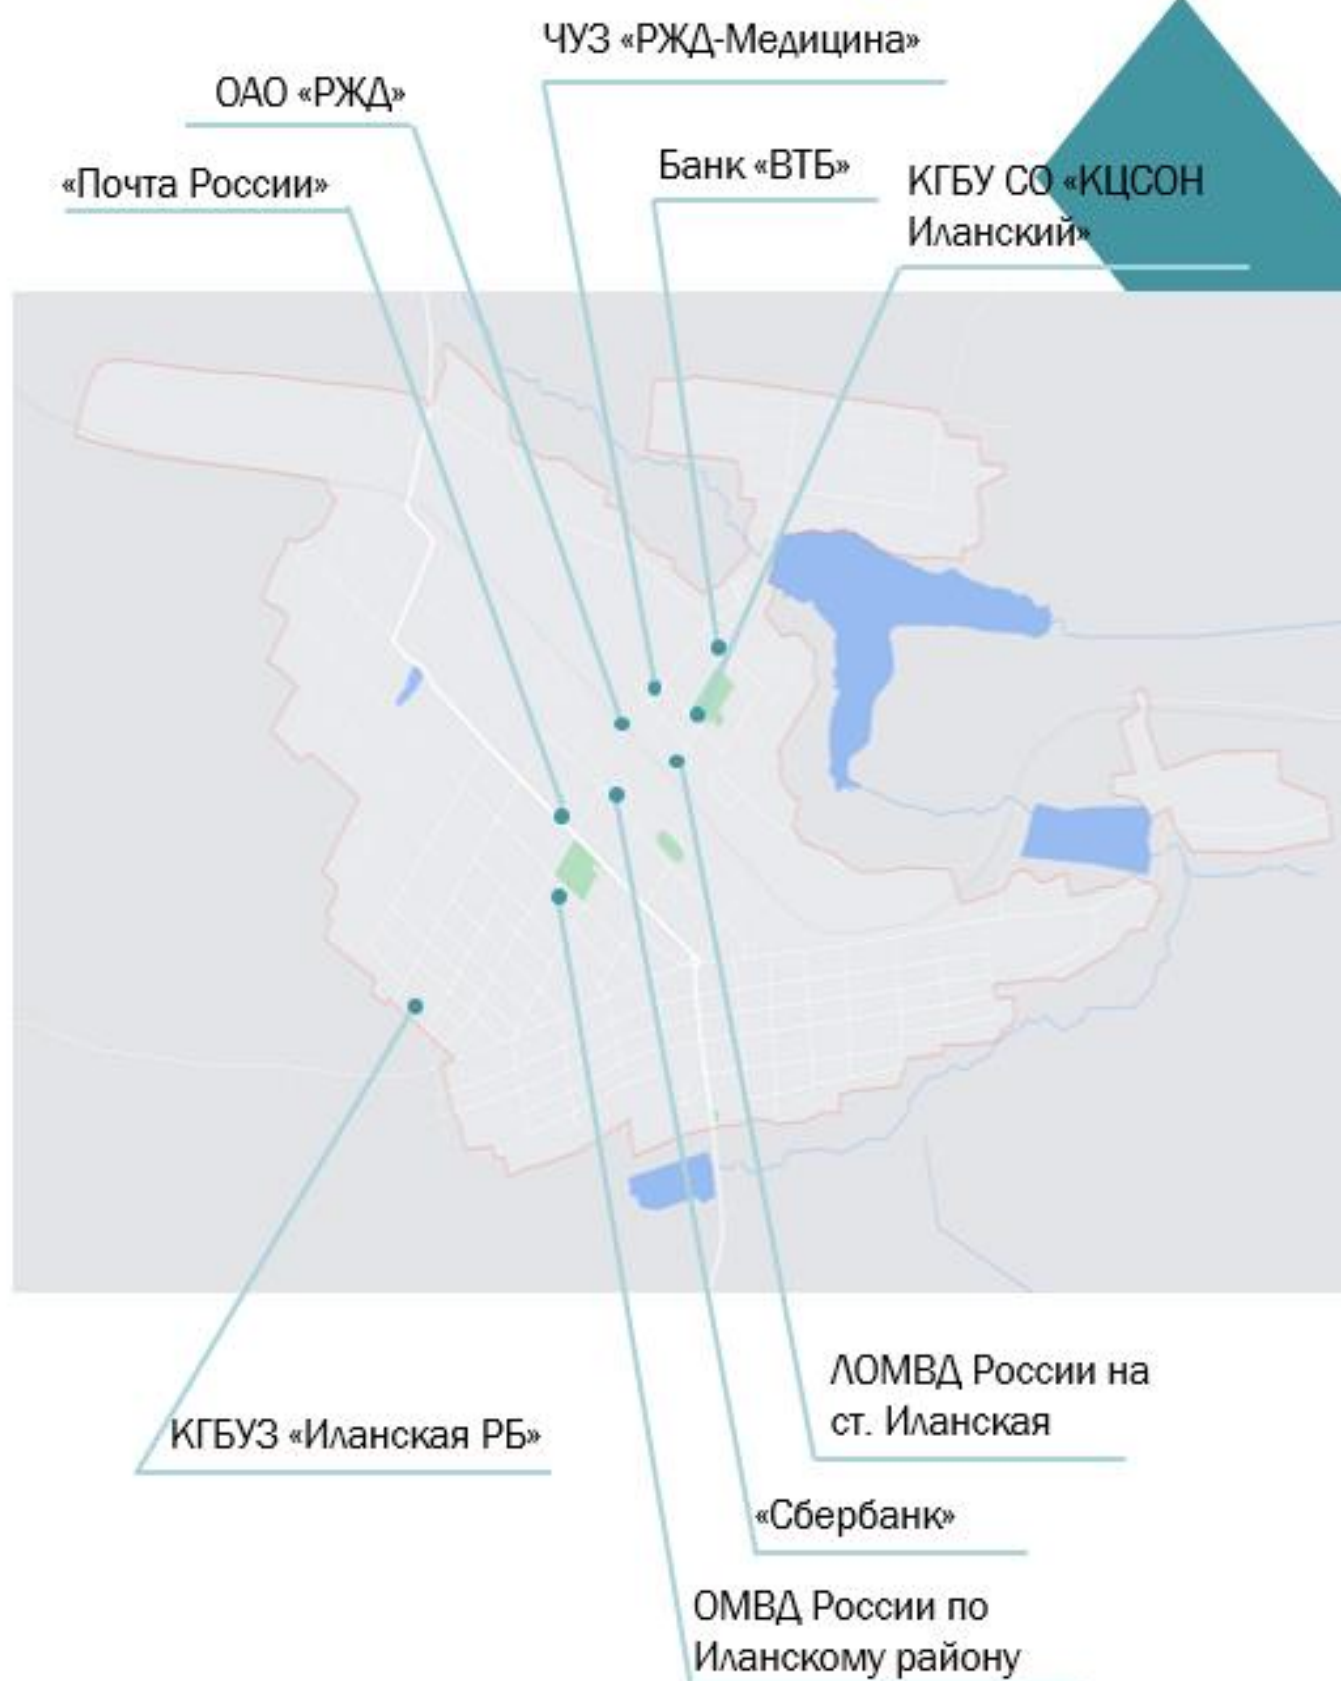 ЧУЗ «РЖД-Медицина»
ОАО «РЖД»
Банк «ВТБ»
«Почта России»
КГБУ СО «КЦСОН
Иланский»
ЛОМВД России на
ст. Иланская
КГБУЗ «Иланская РБ»
«Сбербанк»
ОМВД России по
Иланскому району